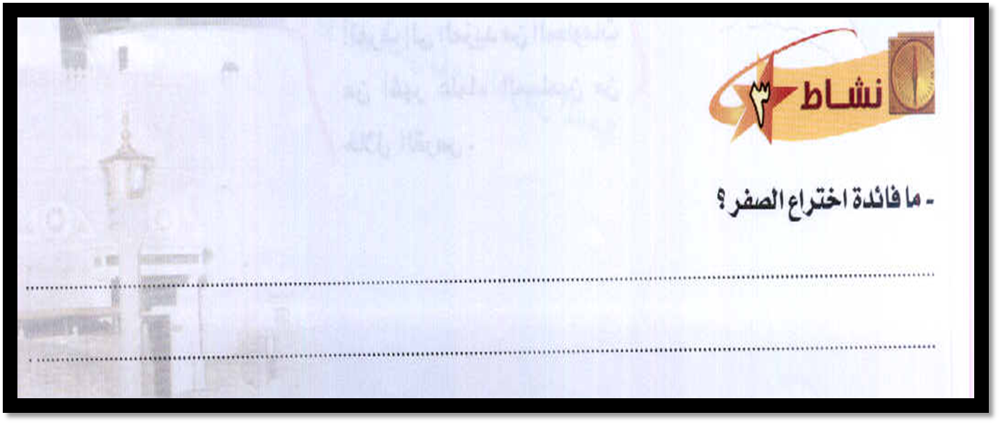 نشاط ٣
- ما فائدة اختراع الصفر ؟